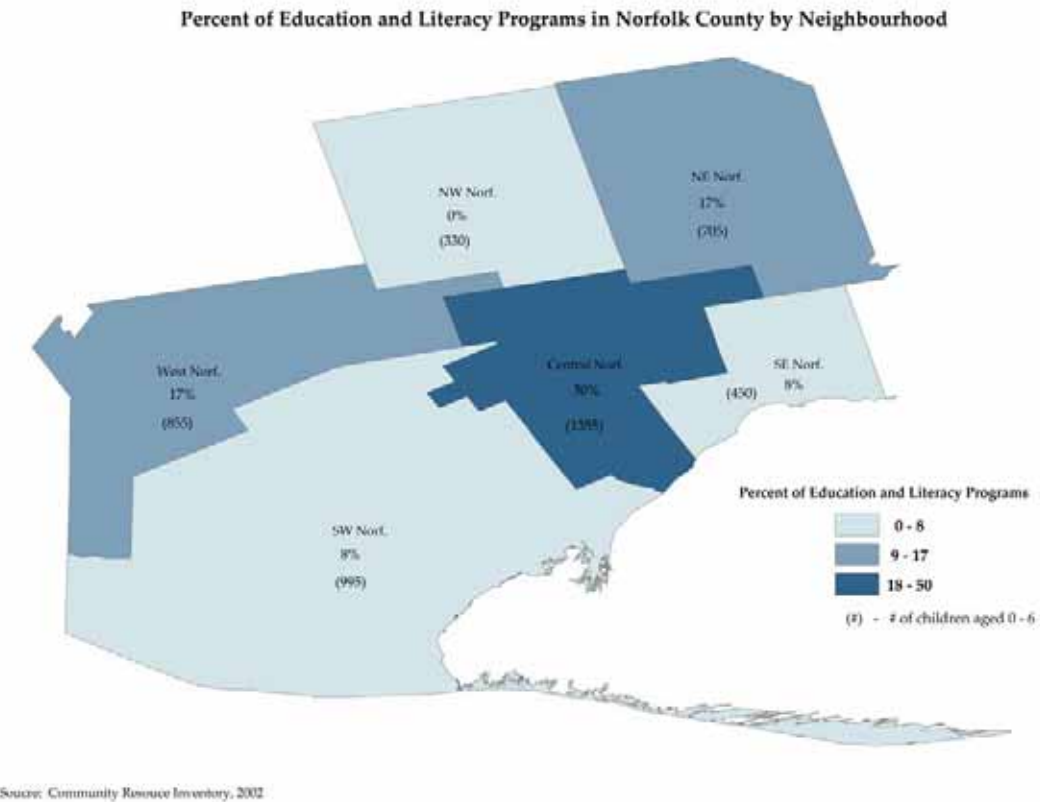 Percent of Education and Literacy Programs in Norfolk County by Neighbourhood
NW Norf.
0%
(330)
NE Norf.
17%
(705)
West Norf.
17%
(855)
Central Norf.
50%
SE Norf.
8%
(450)
SW Norf.
8%
(995)
Percent of Education and Literacy Programs
0 - 8
9 - 17
18 - 50
(#) - # of children aged 0 - 6
Soucre: Community Resouce Inventory, 2002